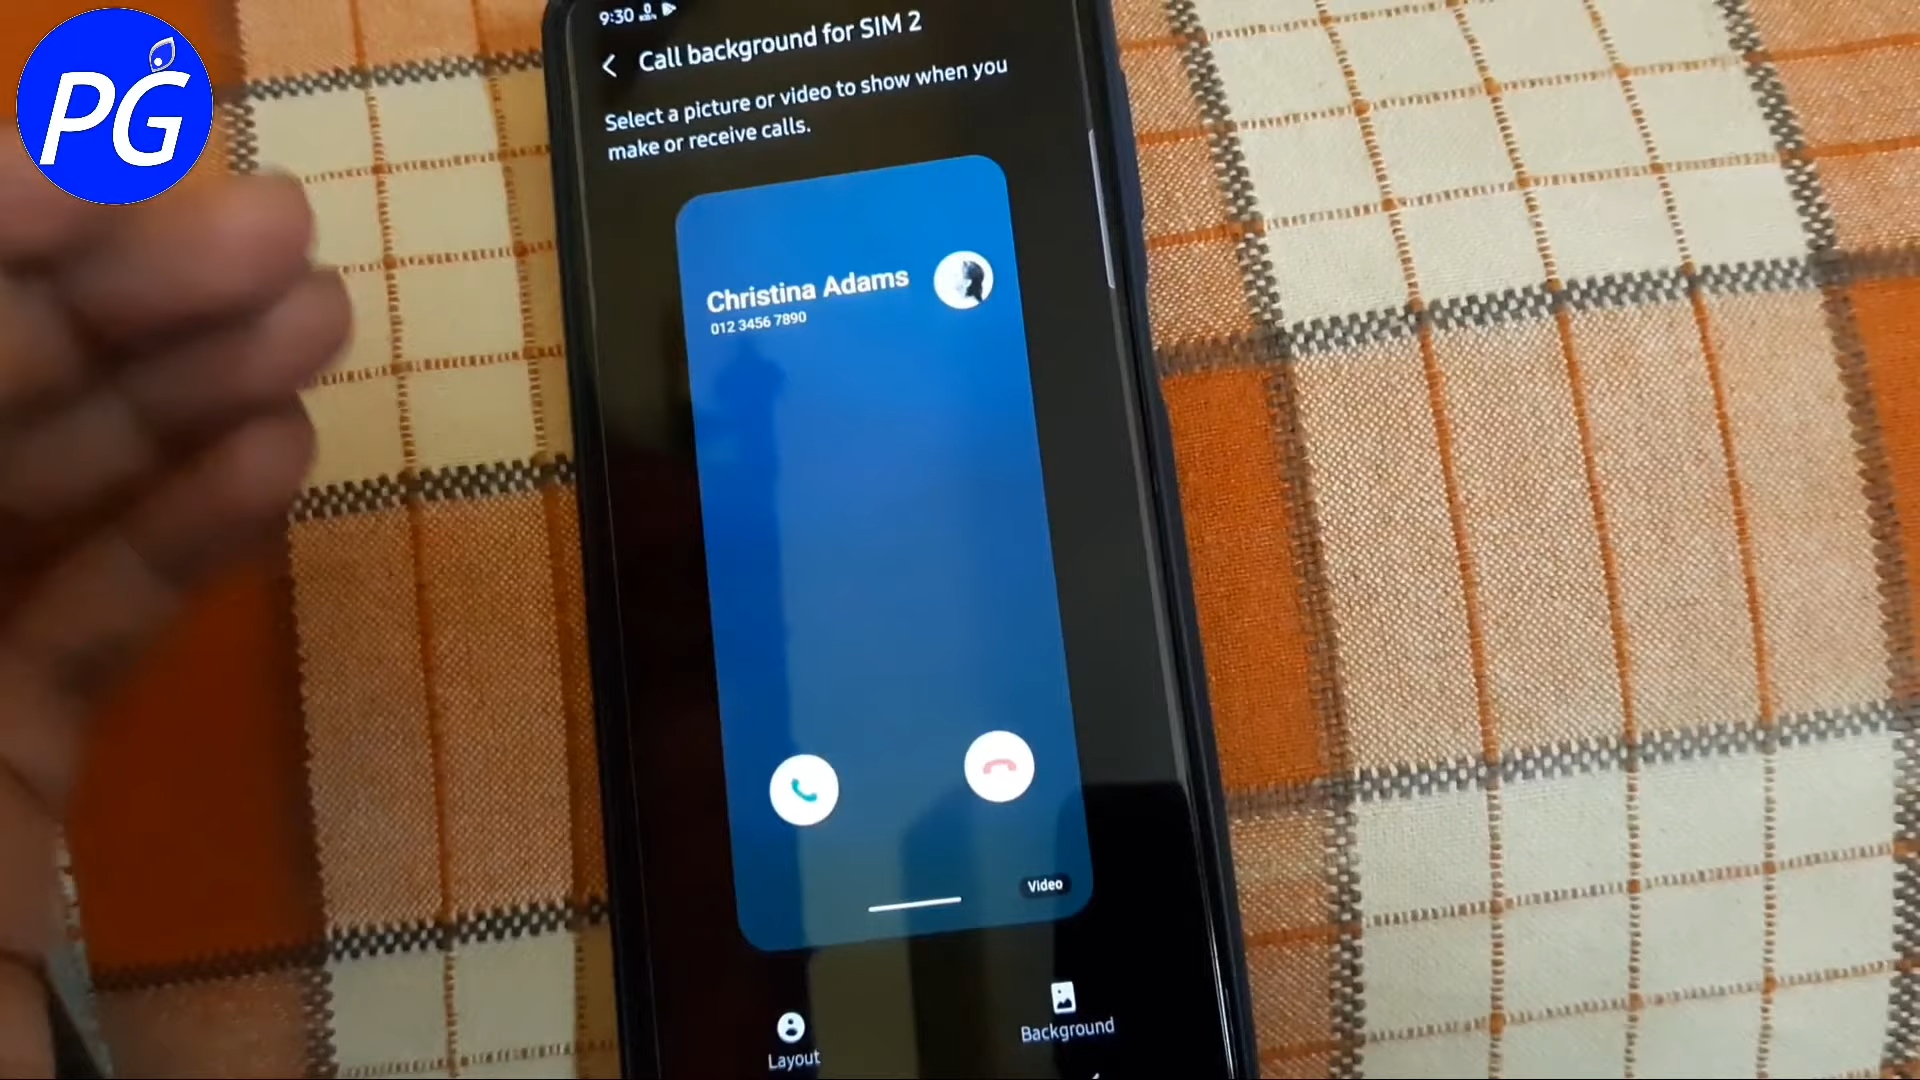 PG
9:30
Call background for SIM 2
Select a picture or video to show when you
make or receive calls.
Christina Adams
012 3456 7890
Video
Layout
Background